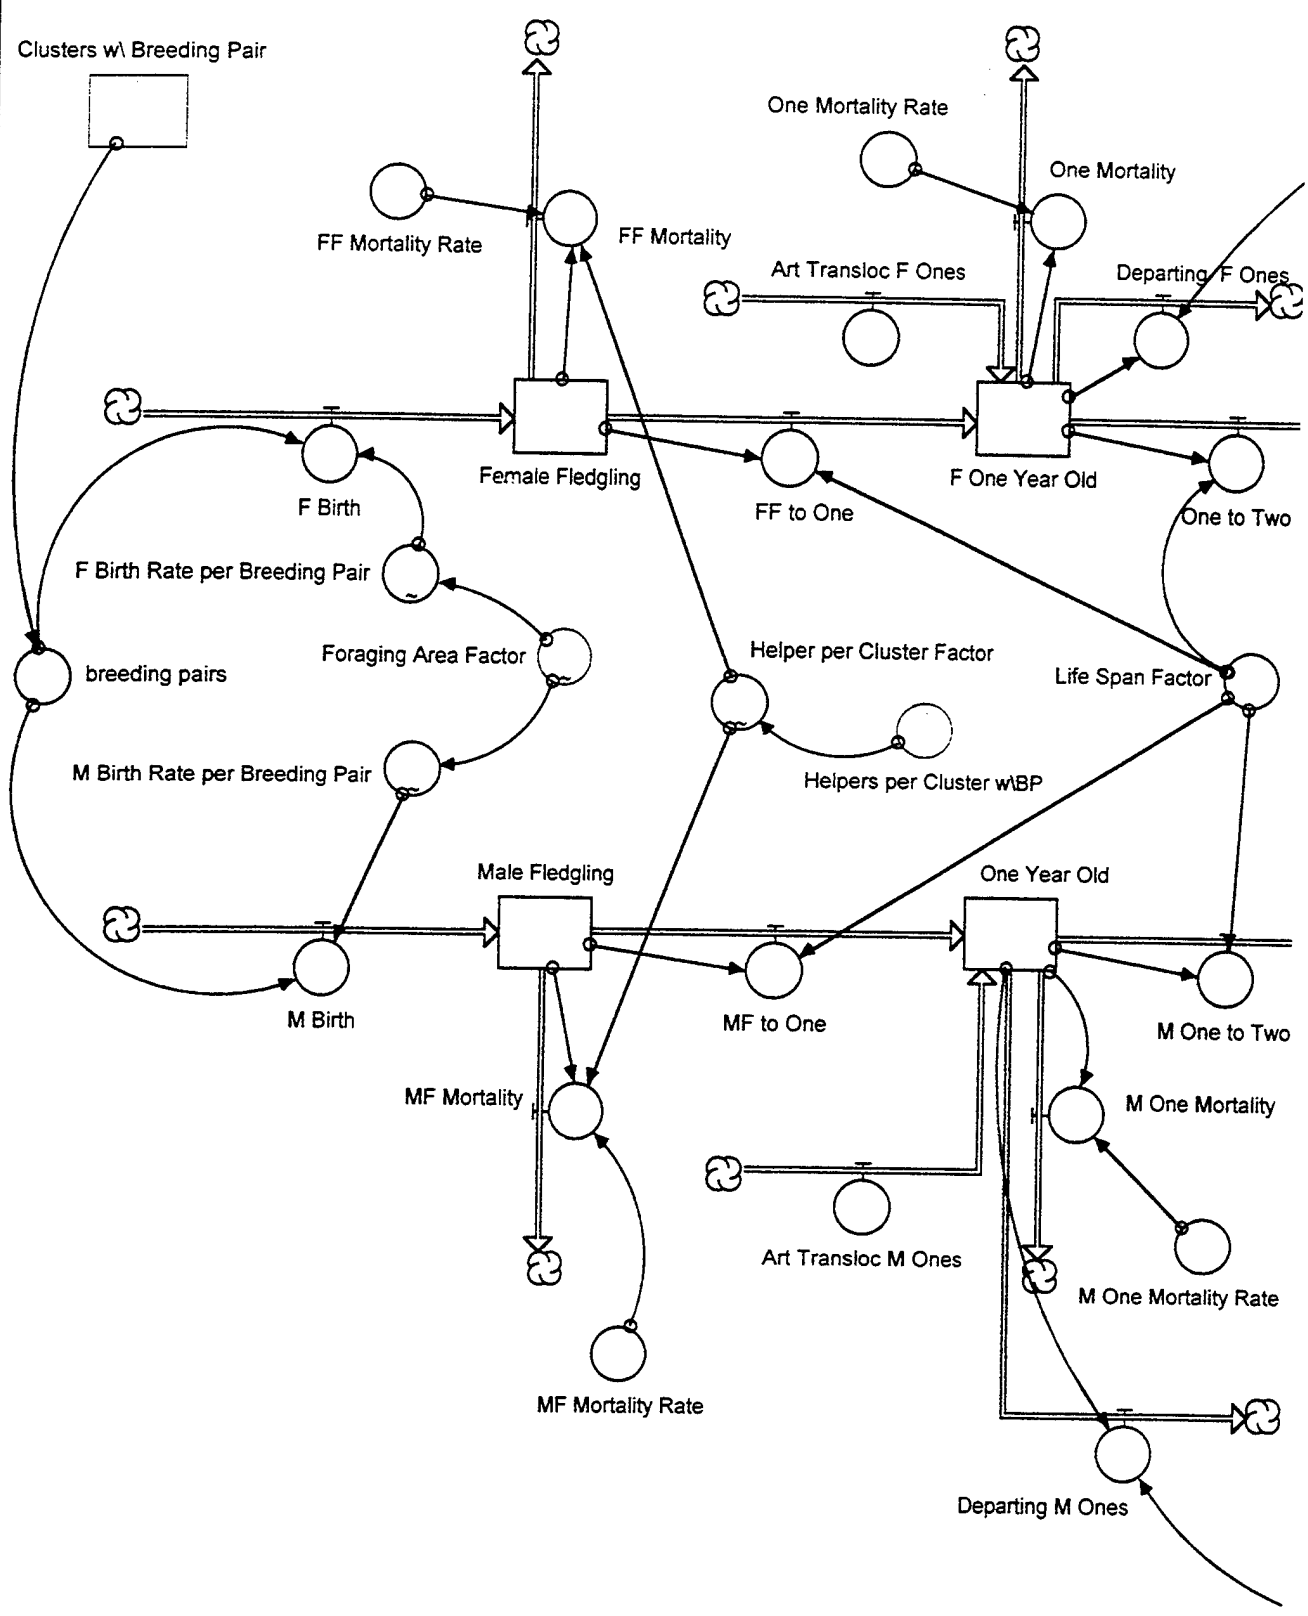 Clusters w\ Breeding Pair
One Mortality Rate
One Mortality
FF Mortality Rate
FF Mortality
Art Transloc F Ones
Departing F Ones
Female Fledgling
F One Year Old
F Birth
FF to One
One to Two
F Birth Rate per Breeding Pair
Foraging Area Factor
Helper per Cluster Factor
breeding pairs
Life Span Factor
M Birth Rate per Breeding Pair
Helpers per Cluster w\BP
Male Fledgling
One Year Old
M Birth
MF to One
M One to Two
MF Mortality
M One Mortality
Art Transloc M Ones
M One Mortality Rate
MF Mortality Rate
Departing M Ones